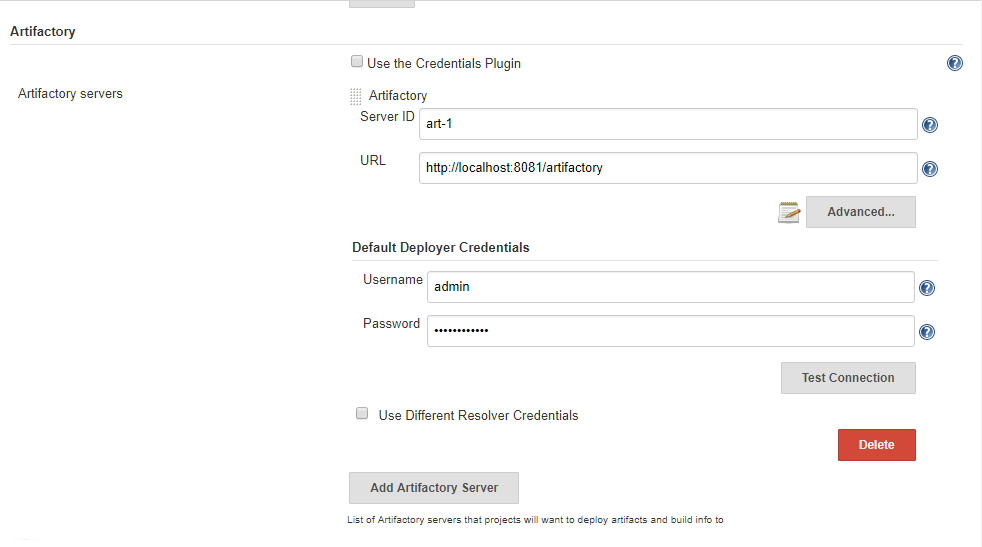 Artifactory
Use the Credentials Plugin
Artifactory servers
Artifactory
Server ID
art-1
URL
http://localhost:8081/artifactory
Advanced...
Default Deployer Credentials
Username
admin
Password
••••••••••••
Test Connection
Use Different Resolver Credentials
Delete
Add Artifactory Server
List of Artifactory servers that projects will want to deploy artifacts and build info to